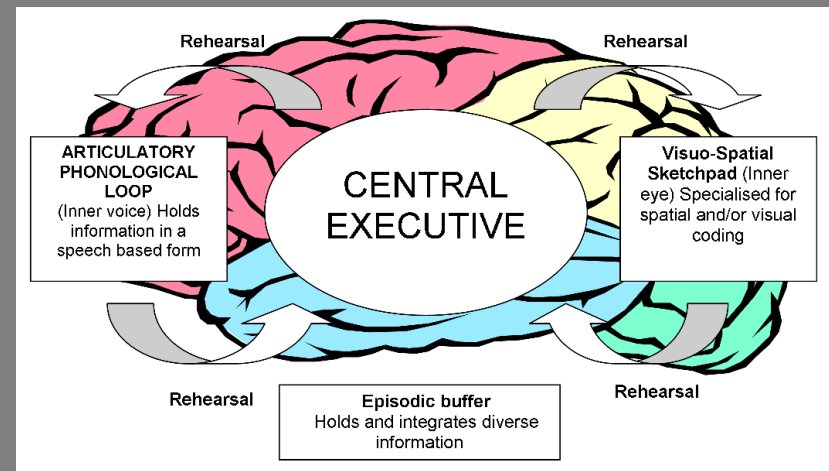 Rehearsal
Rehearsal
ARTICULATORY
PHONOLOGICAL
LOOP
(Inner voice) Holds
information in a
speech based form
CENTRAL
EXECUTIVE
Visuo-Spatial
Sketchpad (Inner
eye) Specialised for
spatial and/or visual
coding
Rehearsal
Rehearsal
Episodic buffer
Holds and integrates diverse
information